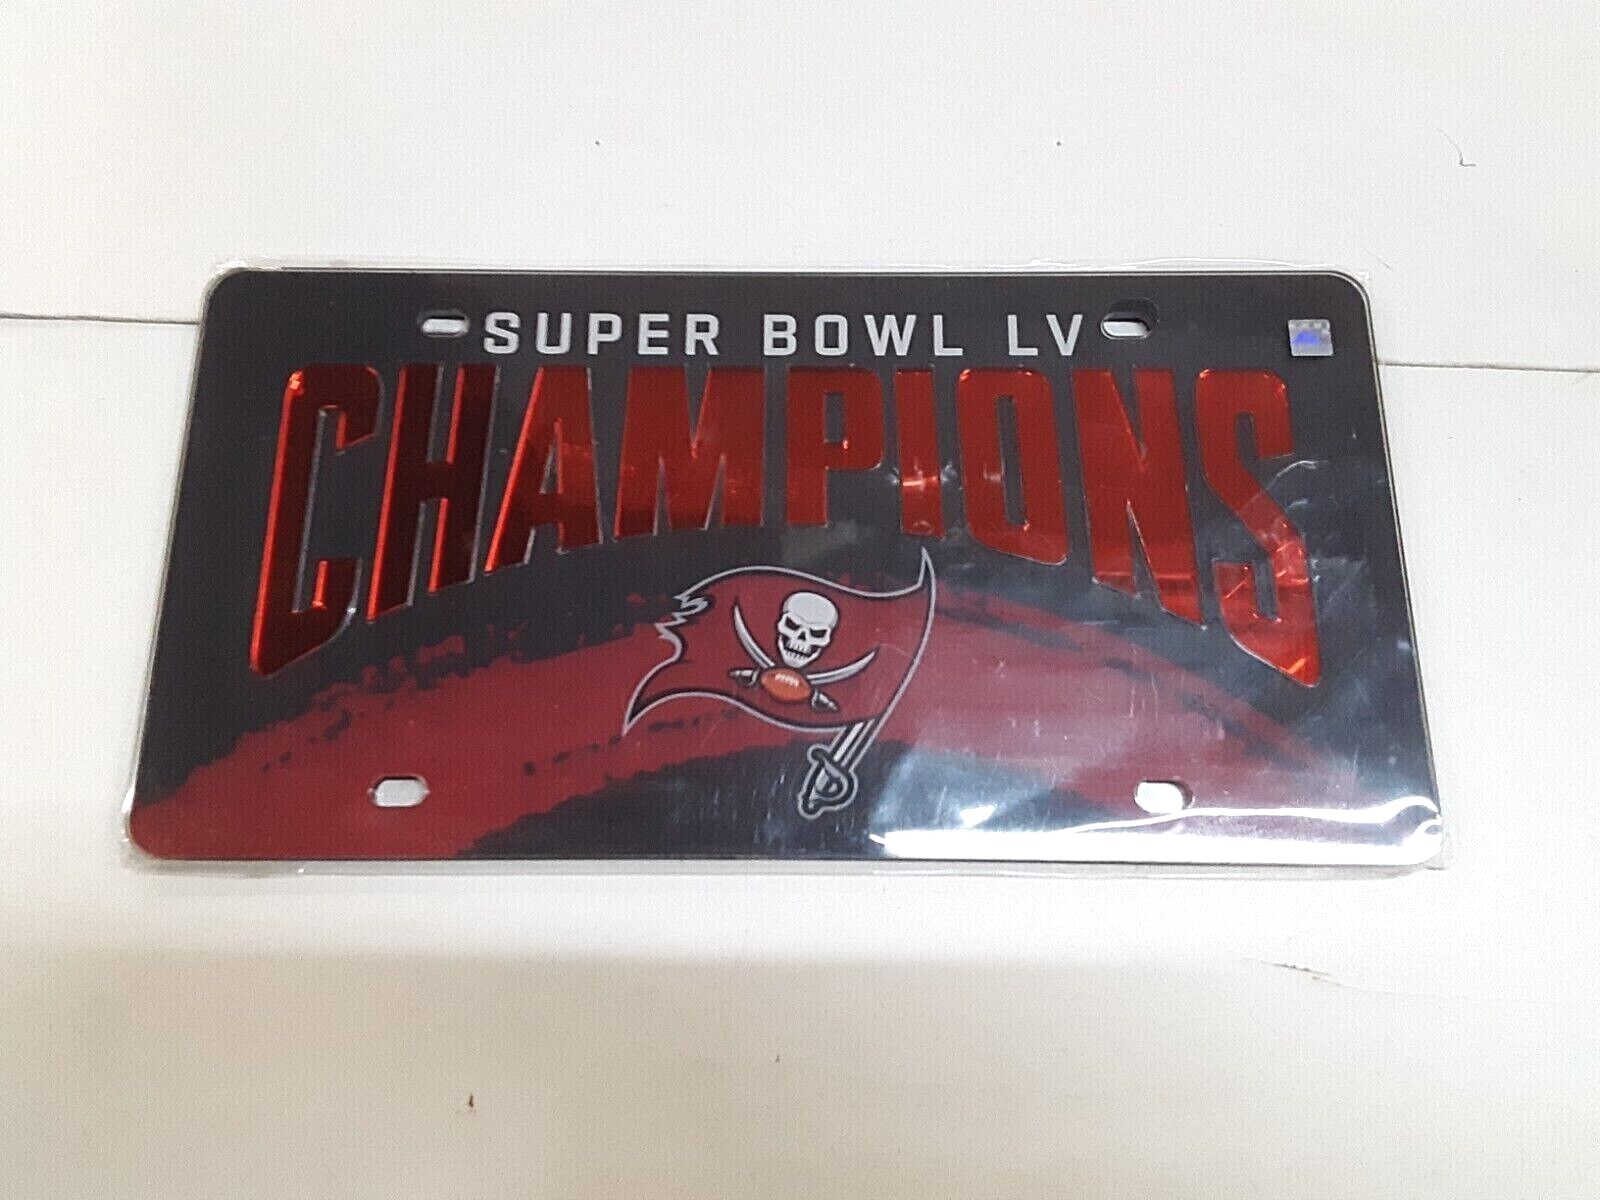 SUPER BOWL LV
CHAMPIONS